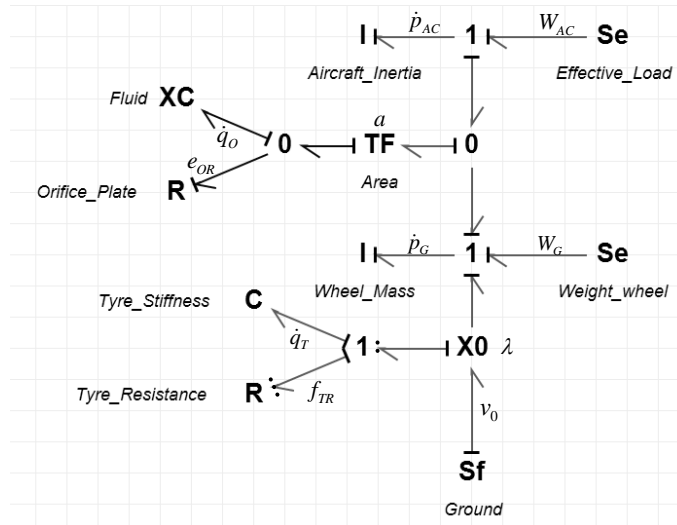 I ṗ_AC 1 W_AC Se
Aircraft_Inertia Effective_Load
Fluid XC
q̇_O 0 a TF 0
e_OR
Orifice_Plate R Area
I ṗ_G 1 W_G Se
Wheel_Mass Weight_wheel
Tyre_Stiffness C
q̇_T 1: X0 λ
Tyre_Resistance R: f_TR
v_0
Sf
Ground